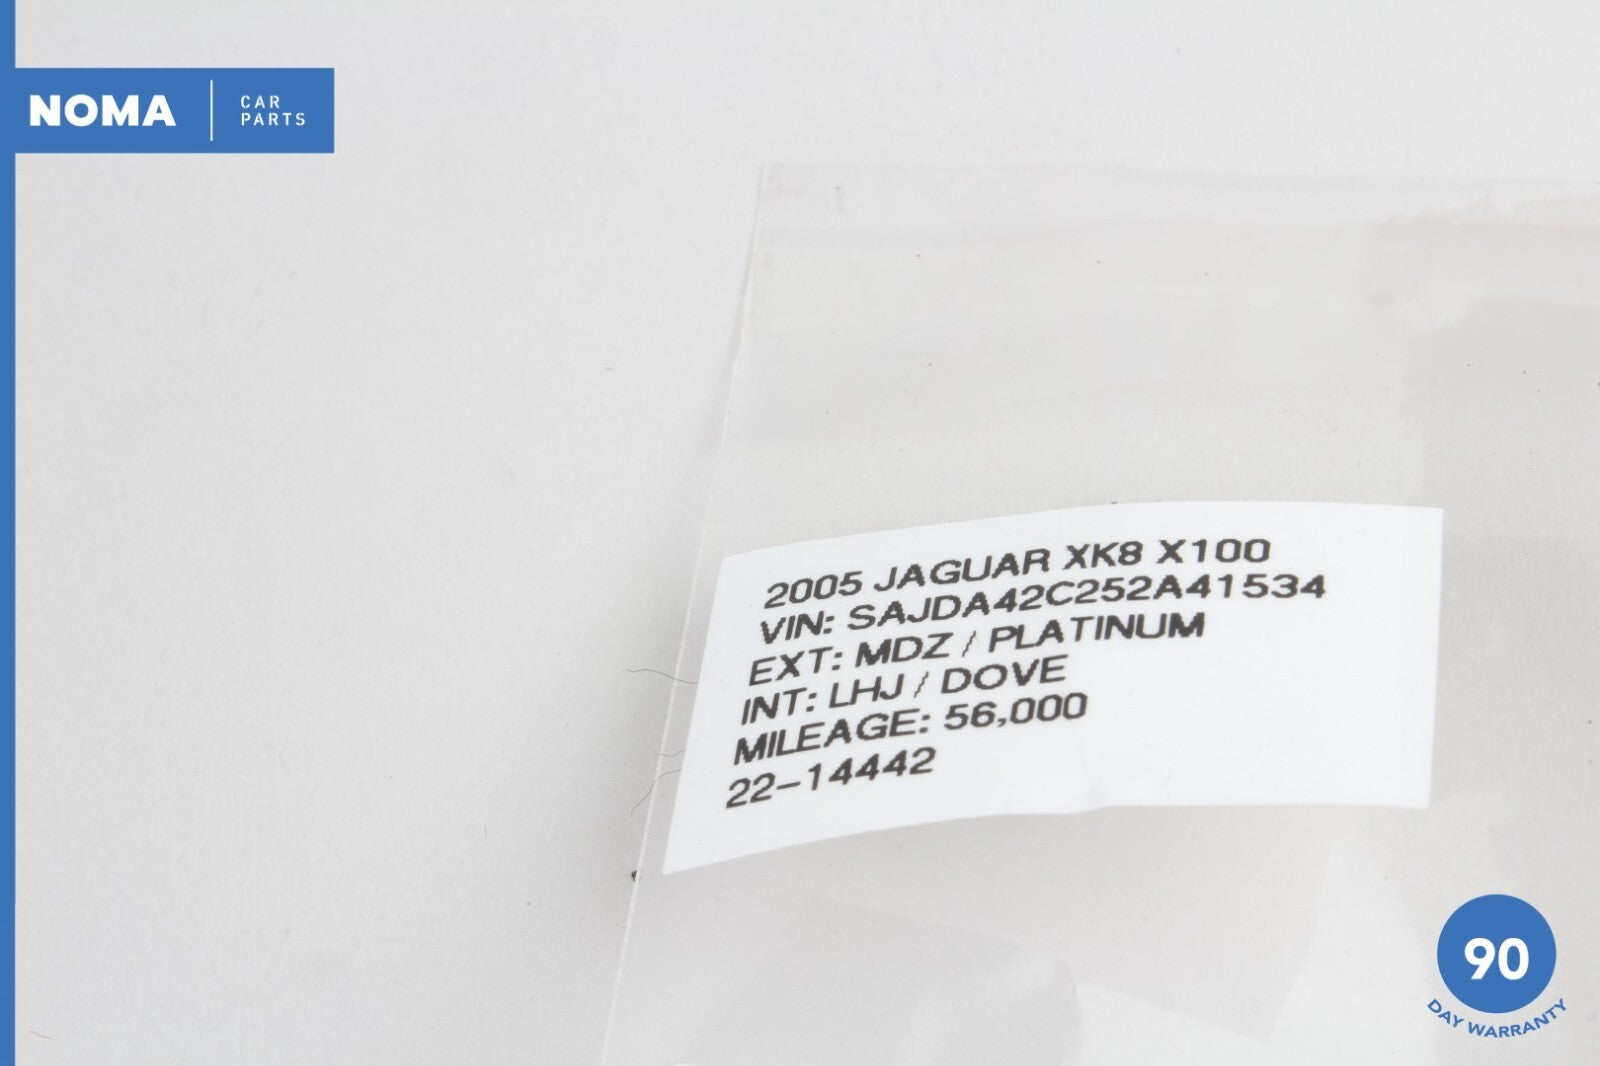 NOMA
CAR
PARTS
2005 JAGUAR XK8 X100
VIN: SAJDA42C252A41534
EXT: MDZ / PLATINUM
INT: LHJ / DOVE
MILEAGE: 56,000
22-14442
90
DAY WARRANTY